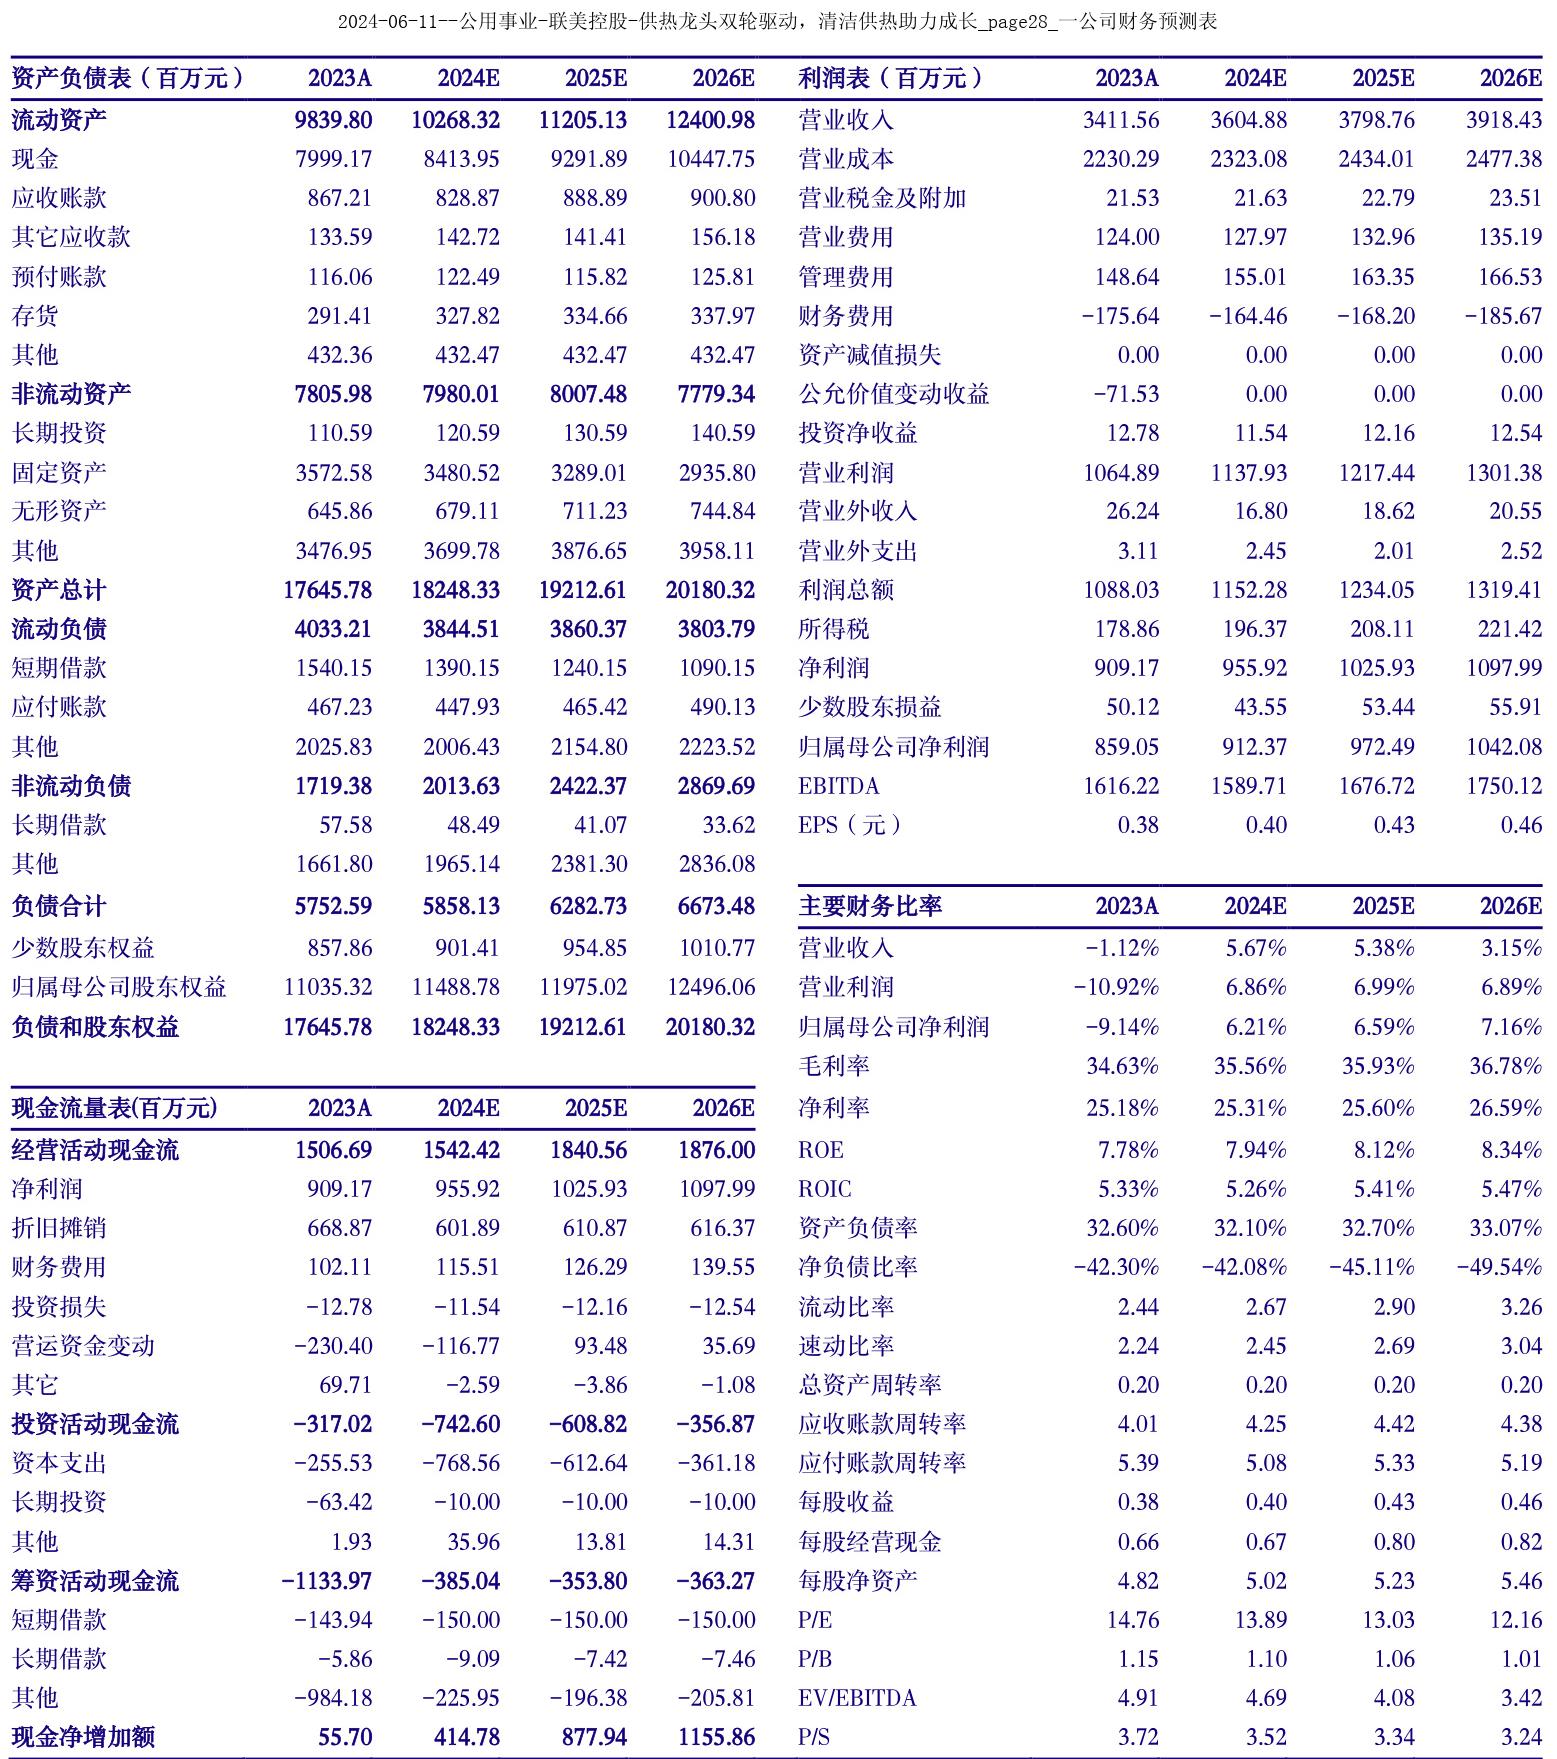 2024-06-11--公用事业-联美控股-供热龙头双轮驱动，清洁供热助力成长_page28_一公司财务预测表
资产负债表（百万元） 2023A 2024E 2025E 2026E
流动资产 9839.80 10268.32 11205.13 12400.98
现金 7999.17 8413.95 9291.89 10447.75
应收账款 867.21 828.87 888.89 900.80
其它应收款 133.59 142.72 141.41 156.18
预付账款 116.06 122.49 115.82 125.81
存货 291.41 327.82 334.66 337.97
其他 432.36 432.47 432.47 432.47
非流动资产 7805.98 7980.01 8007.48 7779.34
长期投资 110.59 120.59 130.59 140.59
固定资产 3572.58 3480.52 3289.01 2935.80
无形资产 645.86 679.11 711.23 744.84
其他 3476.95 3699.78 3876.65 3958.11
资产总计 17645.78 18248.33 19212.61 20180.32
流动负债 4033.21 3844.51 3860.37 3803.79
短期借款 1540.15 1390.15 1240.15 1090.15
应付账款 467.23 447.93 465.42 490.13
其他 2025.83 2006.43 2154.80 2223.52
非流动负债 1719.38 2013.63 2422.37 2869.69
长期借款 57.58 48.49 41.07 33.62
其他 1661.80 1965.14 2381.30 2836.08
负债合计 5752.59 5858.13 6282.73 6673.48
少数股东权益 857.86 901.41 954.85 1010.77
归属母公司股东权益 11035.32 11488.78 11975.02 12496.06
负债和股东权益 17645.78 18248.33 19212.61 20180.32
现金流量表(百万元) 2023A 2024E 2025E 2026E
经营活动现金流 1506.69 1542.42 1840.56 1876.00
净利润 909.17 955.92 1025.93 1097.99
折旧摊销 668.87 601.89 610.87 616.37
财务费用 102.11 115.51 126.29 139.55
投资损失 -12.78 -11.54 -12.16 -12.54
营运资金变动 -230.40 -116.77 93.48 35.69
其它 69.71 -2.59 -3.86 -1.08
投资活动现金流 -317.02 -742.60 -608.82 -356.87
资本支出 -255.53 -768.56 -612.64 -361.18
长期投资 -63.42 -10.00 -10.00 -10.00
其他 1.93 35.96 13.81 14.31
筹资活动现金流 -1133.97 -385.04 -353.80 -363.27
短期借款 -143.94 -150.00 -150.00 -150.00
长期借款 -5.86 -9.09 -7.42 -7.46
其他 -984.18 -225.95 -196.38 -205.81
现金净增加额 55.70 414.78 877.94 1155.86
利润表（百万元） 2023A 2024E 2025E 2026E
营业收入 3411.56 3604.88 3798.76 3918.43
营业成本 2230.29 2323.08 2434.01 2477.38
营业税金及附加 21.53 21.63 22.79 23.51
营业费用 124.00 127.97 132.96 135.19
管理费用 148.64 155.01 163.35 166.53
财务费用 -175.64 -164.46 -168.20 -185.67
资产减值损失 0.00 0.00 0.00 0.00
公允价值变动收益 -71.53 0.00 0.00 0.00
投资净收益 12.78 11.54 12.16 12.54
营业利润 1064.89 1137.93 1217.44 1301.38
营业外收入 26.24 16.80 18.62 20.55
营业外支出 3.11 2.45 2.01 2.52
利润总额 1088.03 1152.28 1234.05 1319.41
所得税 178.86 196.37 208.11 221.42
净利润 909.17 955.92 1025.93 1097.99
少数股东损益 50.12 43.55 53.44 55.91
归属母公司净利润 859.05 912.37 972.49 1042.08
EBITDA 1616.22 1589.71 1676.72 1750.12
EPS（元） 0.38 0.40 0.43 0.46
主要财务比率 2023A 2024E 2025E 2026E
营业收入 -1.12% 5.67% 5.38% 3.15%
营业利润 -10.92% 6.86% 6.99% 6.89%
归属母公司净利润 -9.14% 6.21% 6.59% 7.16%
毛利率 34.63% 35.56% 35.93% 36.78%
净利率 25.18% 25.31% 25.60% 26.59%
ROE 7.78% 7.94% 8.12% 8.34%
ROIC 5.33% 5.26% 5.41% 5.47%
资产负债率 32.60% 32.10% 32.70% 33.07%
净负债比率 -42.30% -42.08% -45.11% -49.54%
流动比率 2.44 2.67 2.90 3.26
速动比率 2.24 2.45 2.69 3.04
总资产周转率 0.20 0.20 0.20 0.20
应收账款周转率 4.01 4.25 4.42 4.38
应付账款周转率 5.39 5.08 5.33 5.19
每股收益 0.38 0.40 0.43 0.46
每股经营现金 0.66 0.67 0.80 0.82
每股净资产 4.82 5.02 5.23 5.46
P/E 14.76 13.89 13.03 12.16
P/B 1.15 1.10 1.06 1.01
EV/EBITDA 4.91 4.69 4.08 3.42
P/S 3.72 3.52 3.34 3.24